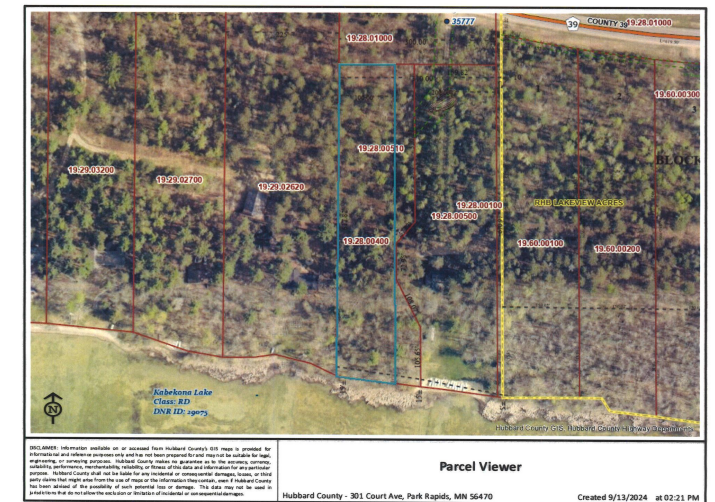 35777
39
COUNTY 39
19.28.01000
19.28.01000
19.60.00300
1
2
3
BLOCK
19.28.00510
19.29.03200
19.29.02700
19.29.02620
19.28.00100
19.28.00500
RHB LAKEVIEW ACRES
19.28.00400
19.60.00100
19.60.00200
Kabekona Lake
Class: RD
DNR ID: 29075
N
Hubbard County GIS, Hubbard County Highway Department
DISCLAIMER: Information available on or accessed from Hubbard County's GIS maps is provided for
informational and reference purposes only and has not been prepared for and may not be suitable for legal,
engineering, or surveying purposes. Hubbard County makes no guarantee as to the accuracy, currency,
suitability, performance, merchantability, reliability, or fitness of this data and information for any particular
purpose. Hubbard County shall not be liable for any incidental or consequential damages, losses, or third
party claims that might arise from the use of maps or the information they contain, even if Hubbard County
has been advised of the possibility of such potential loss or damage. This data may not be used in
jurisdictions that do not allow the exclusion or limitation of incidental or consequential damages.
Parcel Viewer
Hubbard County - 301 Court Ave, Park Rapids, MN 56470
Created 9/13/2024 at 02:21 PM